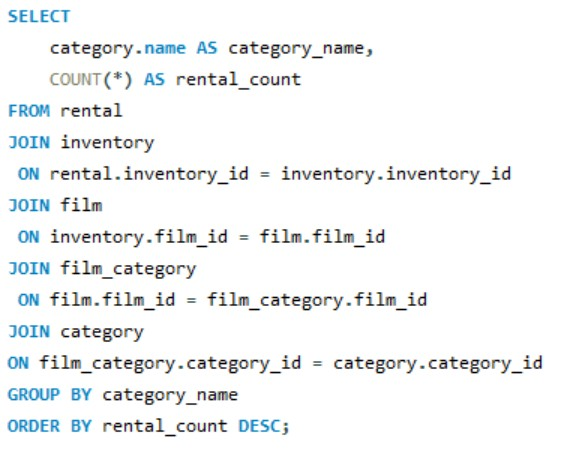 SELECT
category.name AS category_name,
COUNT(*) AS rental_count
FROM rental
JOIN inventory
ON rental.inventory_id = inventory.inventory_id
JOIN film
ON inventory.film_id = film.film_id
JOIN film_category
ON film.film_id = film_category.film_id
JOIN category
ON film_category.category_id = category.category_id
GROUP BY category_name
ORDER BY rental_count DESC;